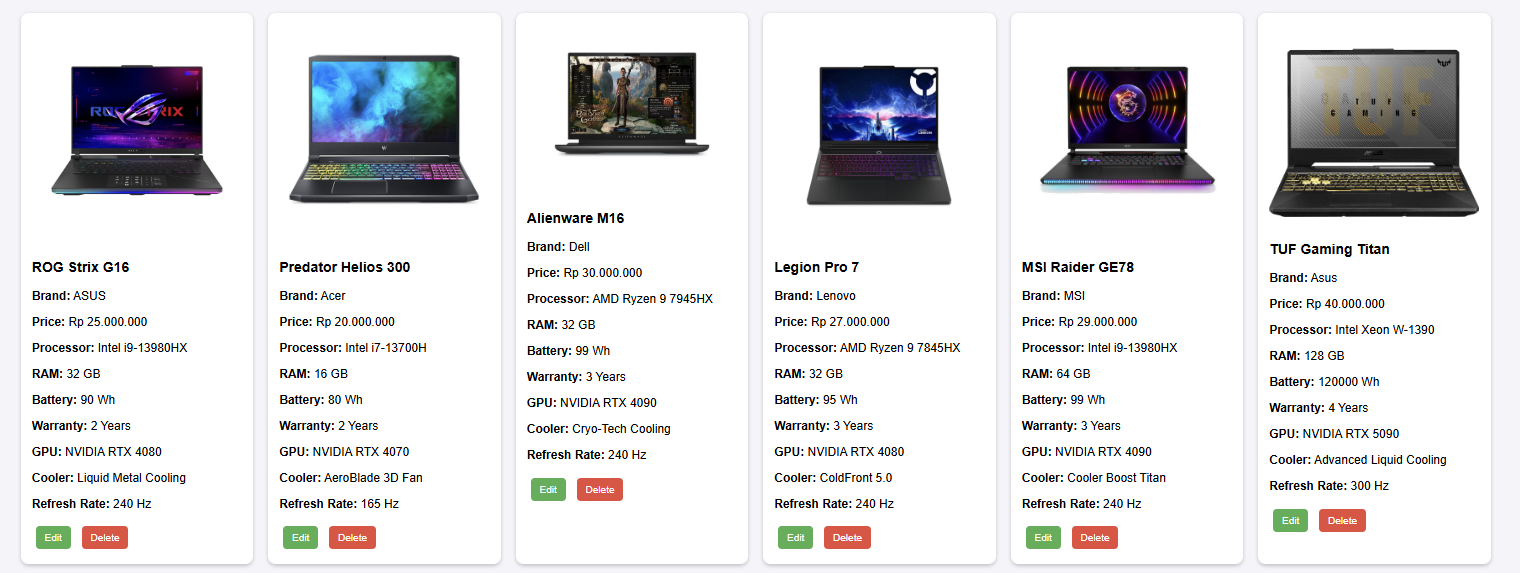 ROG STRIX
TUF
TUF
GAMING
ROG Strix G16
Brand: ASUS
Price: Rp 25.000.000
Processor: Intel i9-13980HX
RAM: 32 GB
Battery: 90 Wh
Warranty: 2 Years
GPU: NVIDIA RTX 4080
Cooler: Liquid Metal Cooling
Refresh Rate: 240 Hz
Edit Delete
Predator Helios 300
Brand: Acer
Price: Rp 20.000.000
Processor: Intel i7-13700H
RAM: 16 GB
Battery: 80 Wh
Warranty: 2 Years
GPU: NVIDIA RTX 4070
Cooler: AeroBlade 3D Fan
Refresh Rate: 165 Hz
Edit Delete
Alienware M16
Brand: Dell
Price: Rp 30.000.000
Processor: AMD Ryzen 9 7945HX
RAM: 32 GB
Battery: 99 Wh
Warranty: 3 Years
GPU: NVIDIA RTX 4090
Cooler: Cryo-Tech Cooling
Refresh Rate: 240 Hz
Edit Delete
Legion Pro 7
Brand: Lenovo
Price: Rp 27.000.000
Processor: AMD Ryzen 9 7845HX
RAM: 32 GB
Battery: 95 Wh
Warranty: 3 Years
GPU: NVIDIA RTX 4080
Cooler: ColdFront 5.0
Refresh Rate: 240 Hz
Edit Delete
MSI Raider GE78
Brand: MSI
Price: Rp 29.000.000
Processor: Intel i9-13980HX
RAM: 64 GB
Battery: 99 Wh
Warranty: 3 Years
GPU: NVIDIA RTX 4090
Cooler: Cooler Boost Titan
Refresh Rate: 240 Hz
Edit Delete
TUF Gaming Titan
Brand: Asus
Price: Rp 40.000.000
Processor: Intel Xeon W-1390
RAM: 128 GB
Battery: 120000 Wh
Warranty: 4 Years
GPU: NVIDIA RTX 5090
Cooler: Advanced Liquid Cooling
Refresh Rate: 300 Hz
Edit Delete